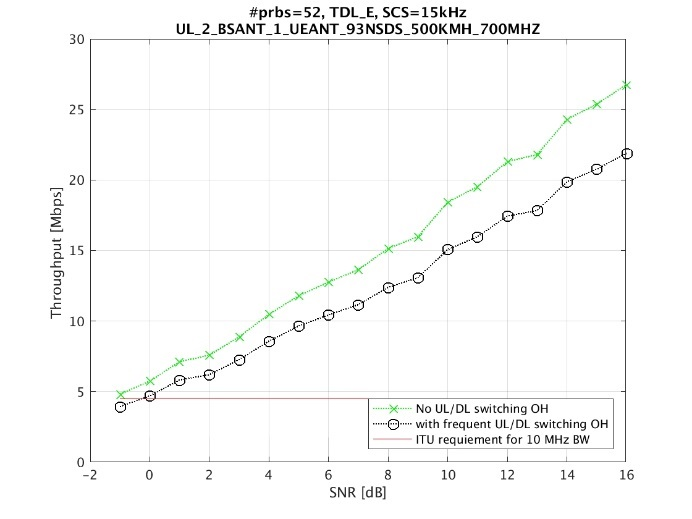 #prbs=52, TDL_E, SCS=15kHz
UL_2_BSANT_1_UEANT_93NSDS_500KMH_700MHZ
30
25
20
15
10
5
0
Throughput [Mbps]
-2 0 2 4 6 8 10 12 14 16
SNR [dB]
No UL/DL switching OH
with frequent UL/DL switching OH
ITU requiement for 10 MHz BW